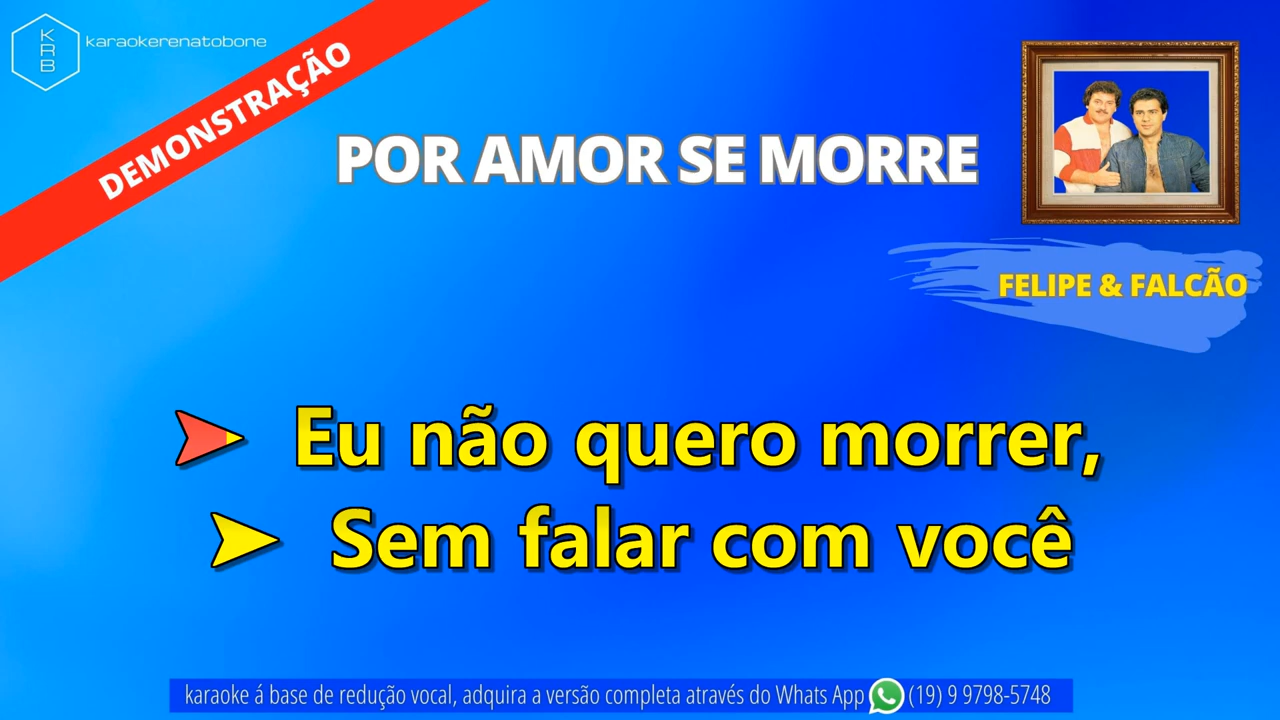 KRB
karaokerenatobone
DEMONSTRAÇÃO
POR AMOR SE MORRE
FELIPE & FALCÃO
Eu não quero morrer,
Sem falar com você
karaoke á base de redução vocal, adquira a versão completa através do Whats App (19) 9 9798-5748